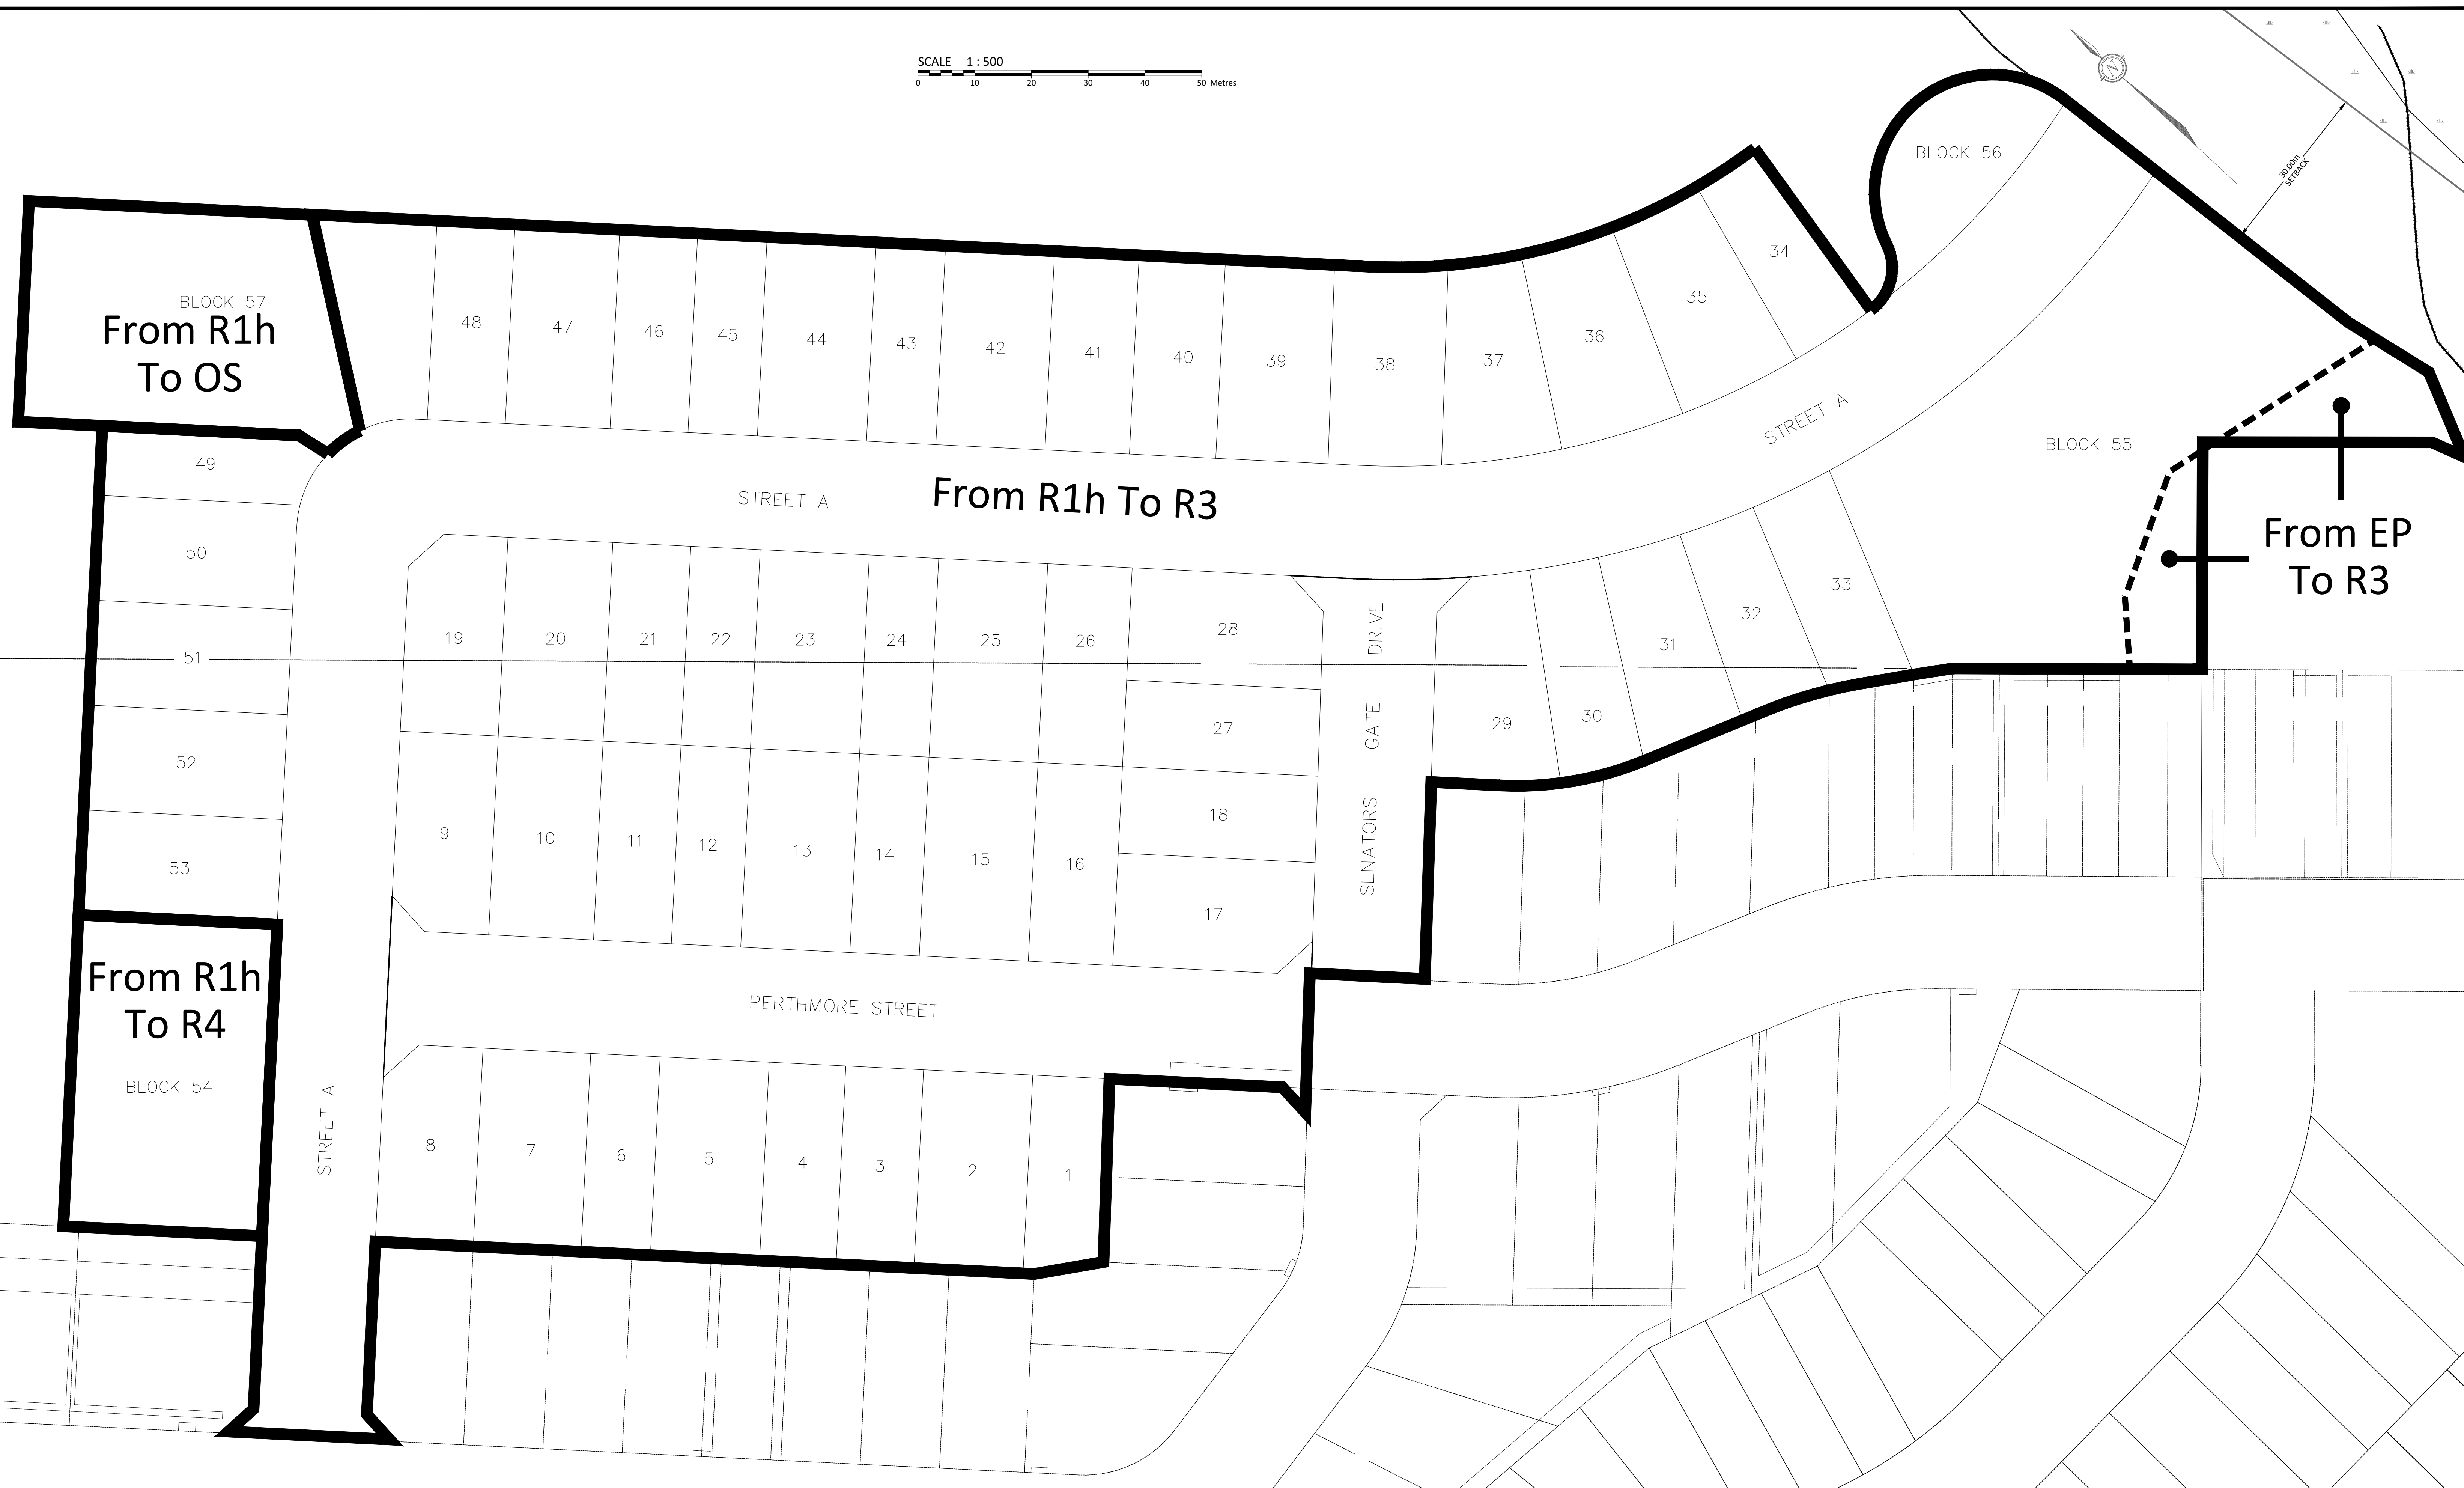 SCALE 1 : 500
0 10 20 30 40 50 Metres
N
30.00m
SETBACK
BLOCK 56
BLOCK 57
From R1h
To OS
48 47 46 45 44 43 42 41 40 39 38 37 36 35 34
STREET A
BLOCK 55
STREET A
From R1h To R3
From EP
To R3
49
50
51
52
53
19 20 21 22 23 24 25 26
28
27
18
17
9 10 11 12 13 14 15 16
SENATORS GATE DRIVE
29 30 31 32 33
From R1h
To R4
BLOCK 54
PERTHMORE STREET
STREET A
8 7 6 5 4 3 2 1